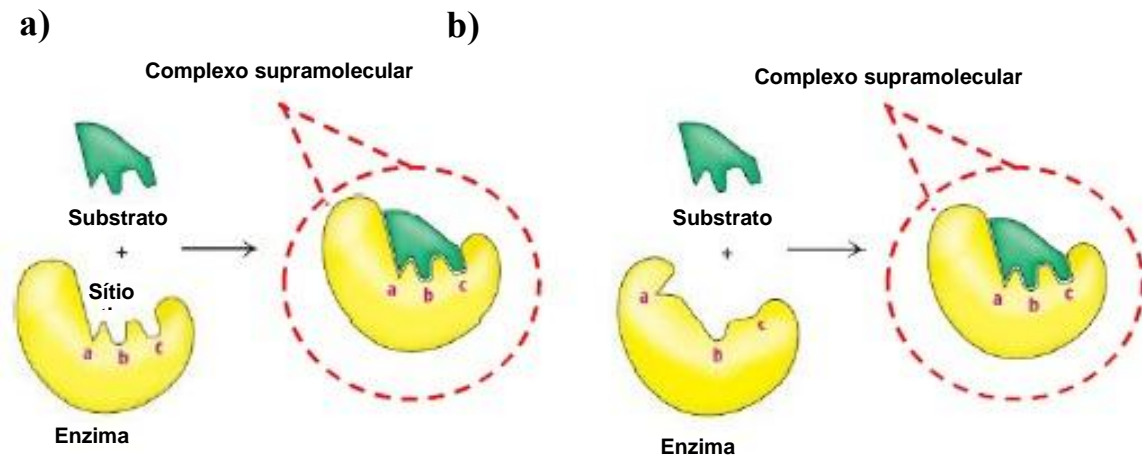 a)
Complexo supramolecular
Substrato
+
Sítio
a
b
c
Enzima
a
b
c
b)
Complexo supramolecular
Substrato
+
a
b
c
Enzima
a
b
c